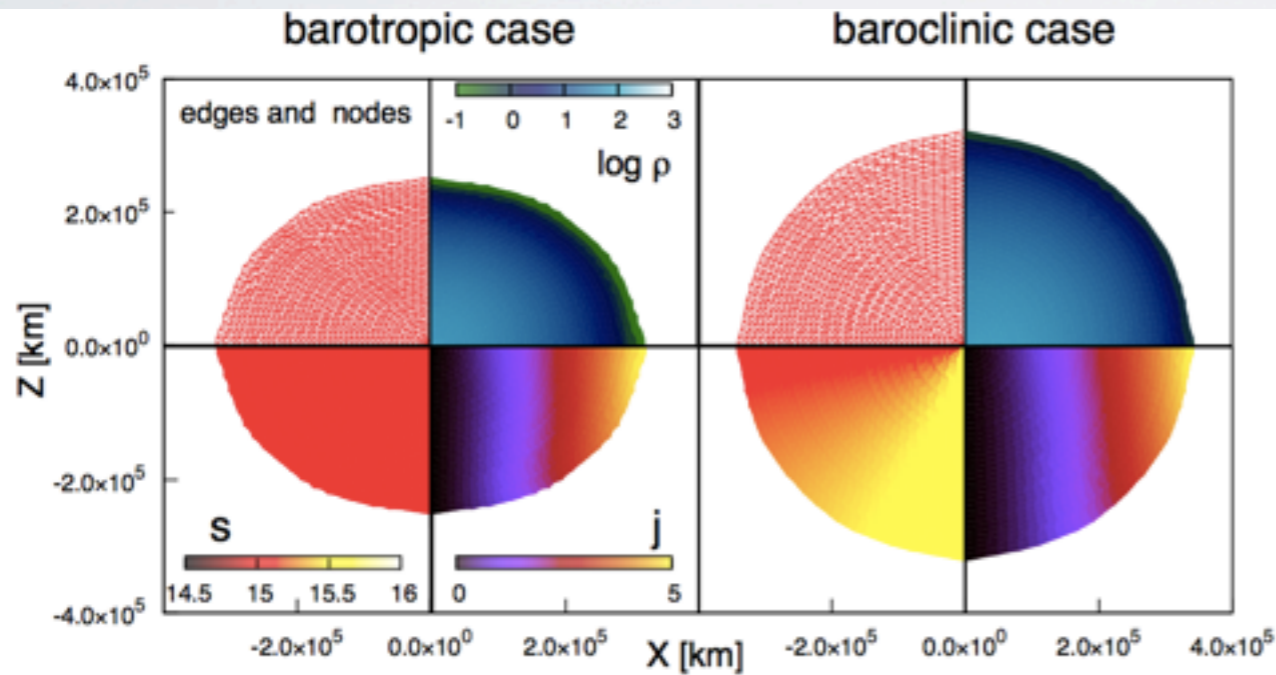 barotropic case baroclinic case
4.0×10⁵
edges and nodes
-1 0 1 2 3
log ρ
2.0×10⁵
Z [km]
0.0×10⁰
-2.0×10⁵
S j
14.5 15 15.5 16 0 5
-4.0×10⁵
-2.0×10⁵ 0.0×10⁰ 2.0×10⁵ X [km] -2.0×10⁵ 0.0×10⁰ 2.0×10⁵ 4.0×10⁵